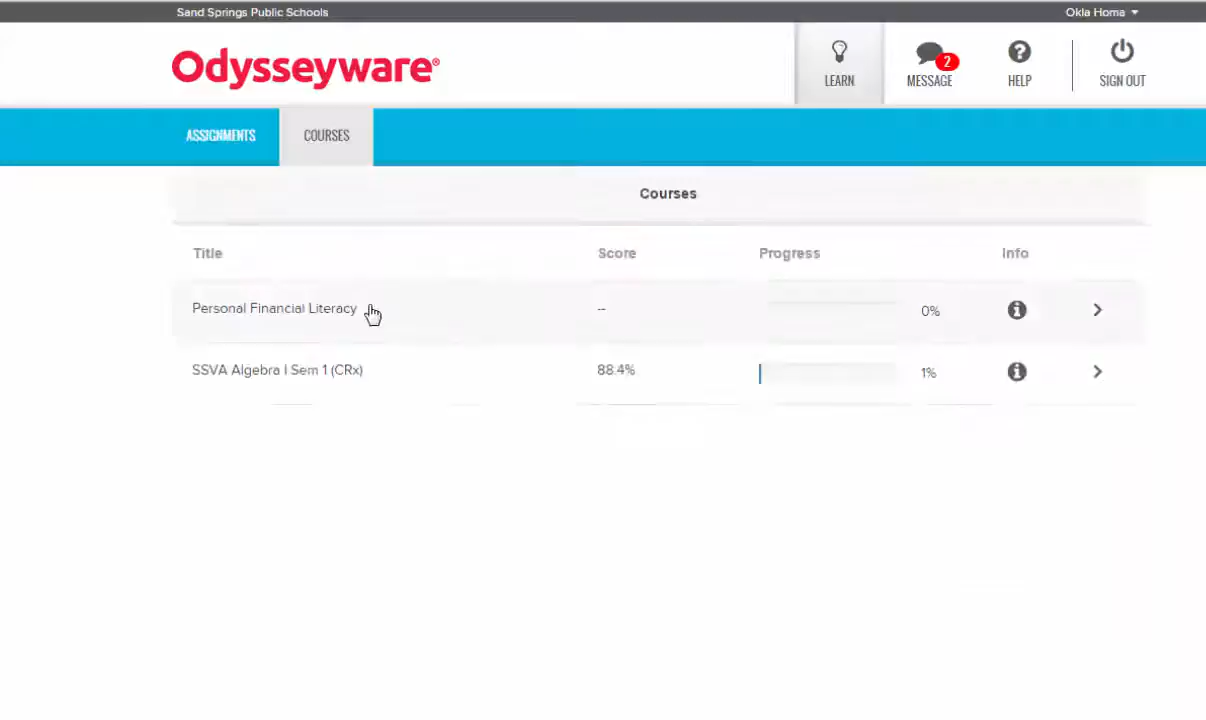 Sand Springs Public Schools Okla Homa
Odysseyware®
LEARN MESSAGE 2 HELP SIGN OUT
ASSIGNMENTS COURSES
Courses
Title Score Progress Info
Personal Financial Literacy -- 0%
SSVA Algebra I Sem 1 (CRx) 88.4% 1%